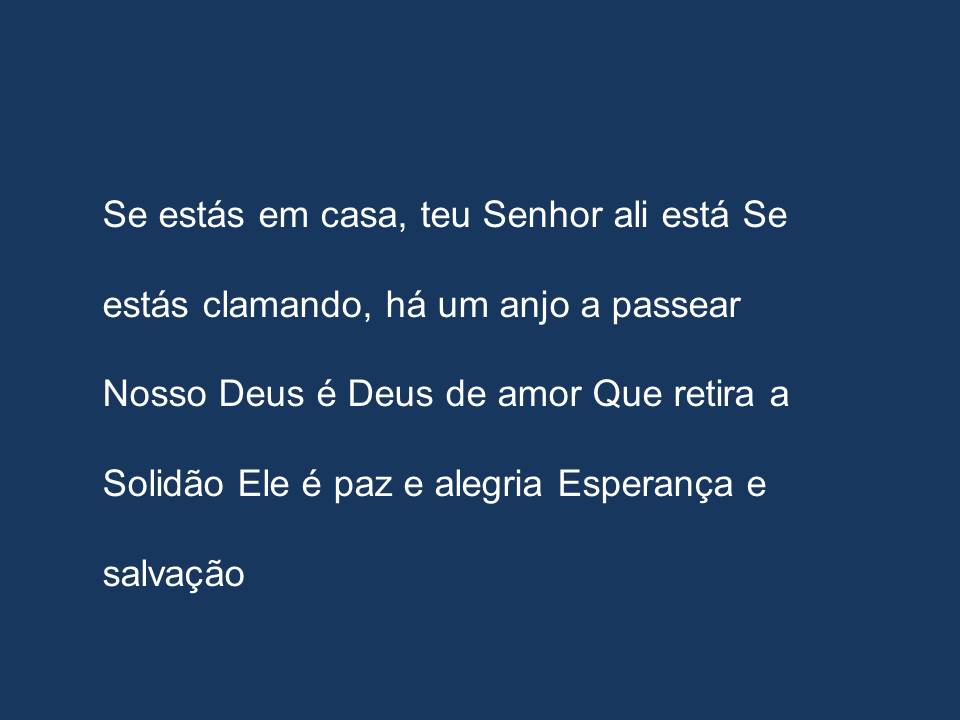 Se estás em casa, teu Senhor ali está Se
estás clamando, há um anjo a passear
Nosso Deus é Deus de amor Que retira a
Solidão Ele é paz e alegria Esperança e
salvação